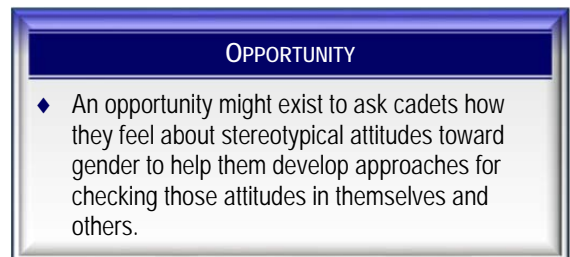 OPPORTUNITY
♦ An opportunity might exist to ask cadets how
they feel about stereotypical attitudes toward
gender to help them develop approaches for
checking those attitudes in themselves and
others.